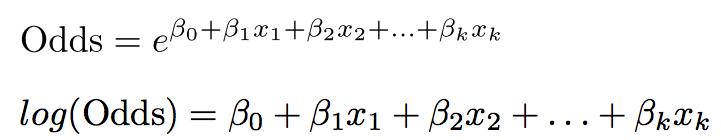 Odds = e^{β₀+β₁x₁+β₂x₂+...+βₖxₖ}
log(Odds) = β₀ + β₁x₁ + β₂x₂ + ... + βₖxₖ